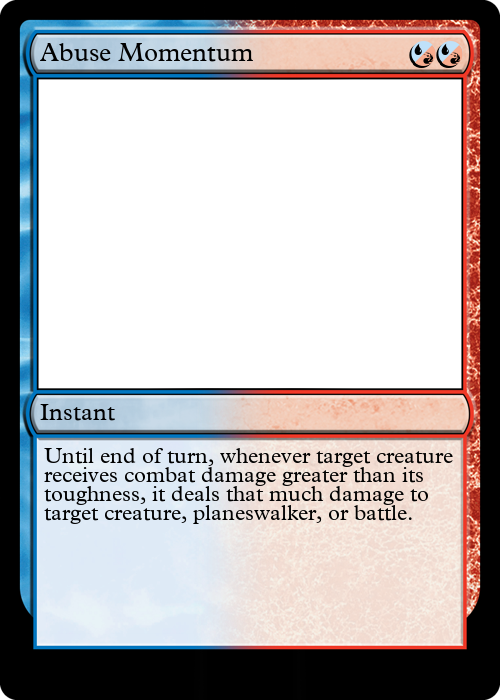 Abuse Momentum
Instant
Until end of turn, whenever target creature
receives combat damage greater than its
toughness, it deals that much damage to
target creature, planeswalker, or battle.